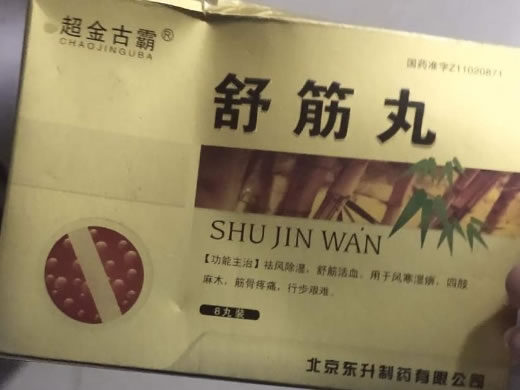 超金古霸®
CHAOJINGUBA
国药准字Z11020871
舒筋丸
SHU JIN WAN
【功能主治】祛风除湿，舒筋活血。用于风寒湿痹，四肢
麻木，筋骨疼痛，行步艰难。
8丸装
北京东升制药有限公司